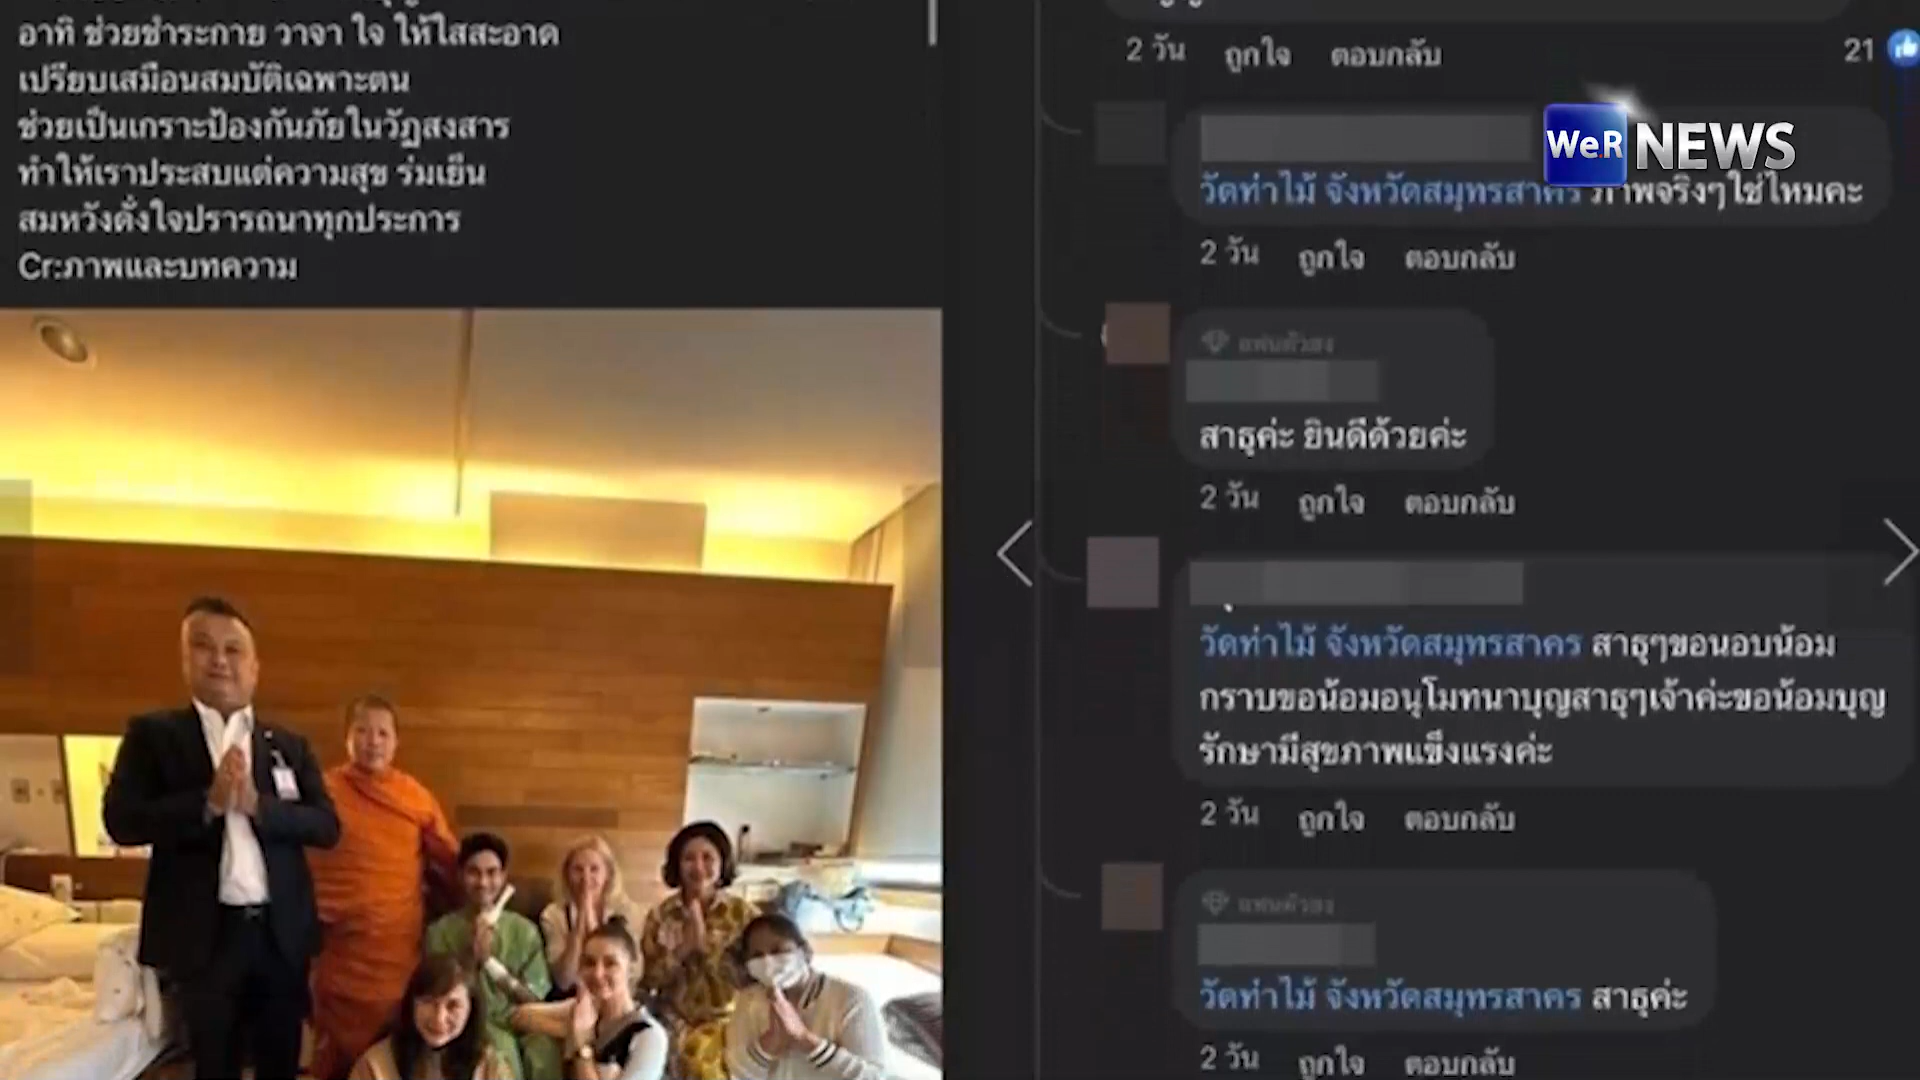 อาทิ ช่วยชำระกาย วาจา ใจ ให้ใสสะอาด
เปรียบเสมือนสมบัติเฉพาะตน
ช่วยเป็นเกราะป้องกันภัยในวัฏสงสาร
ทำให้เราประสบแต่ความสุข ร่มเย็น
สมหวังดั่งใจปรารถนาทุกประการ
Cr:ภาพและบทความ
2 วัน ถูกใจ ตอบกลับ 21
WeR NEWS
วัดท่าไม้ จังหวัดสมุทรสาคร ภาพจริงๆใช่ไหมคะ
2 วัน ถูกใจ ตอบกลับ
แฟนตัวยง
สาธุค่ะ ยินดีด้วยค่ะ
2 วัน ถูกใจ ตอบกลับ
วัดท่าไม้ จังหวัดสมุทรสาคร สาธุๆขอนอบน้อม
กราบขอน้อมอนุโมทนาบุญสาธุๆเจ้าค่ะขอน้อมบุญ
รักษามีสุขภาพแข็งแรงค่ะ
2 วัน ถูกใจ ตอบกลับ
แฟนตัวยง
วัดท่าไม้ จังหวัดสมุทรสาคร สาธุค่ะ
2 วัน ถูกใจ ตอบกลับ